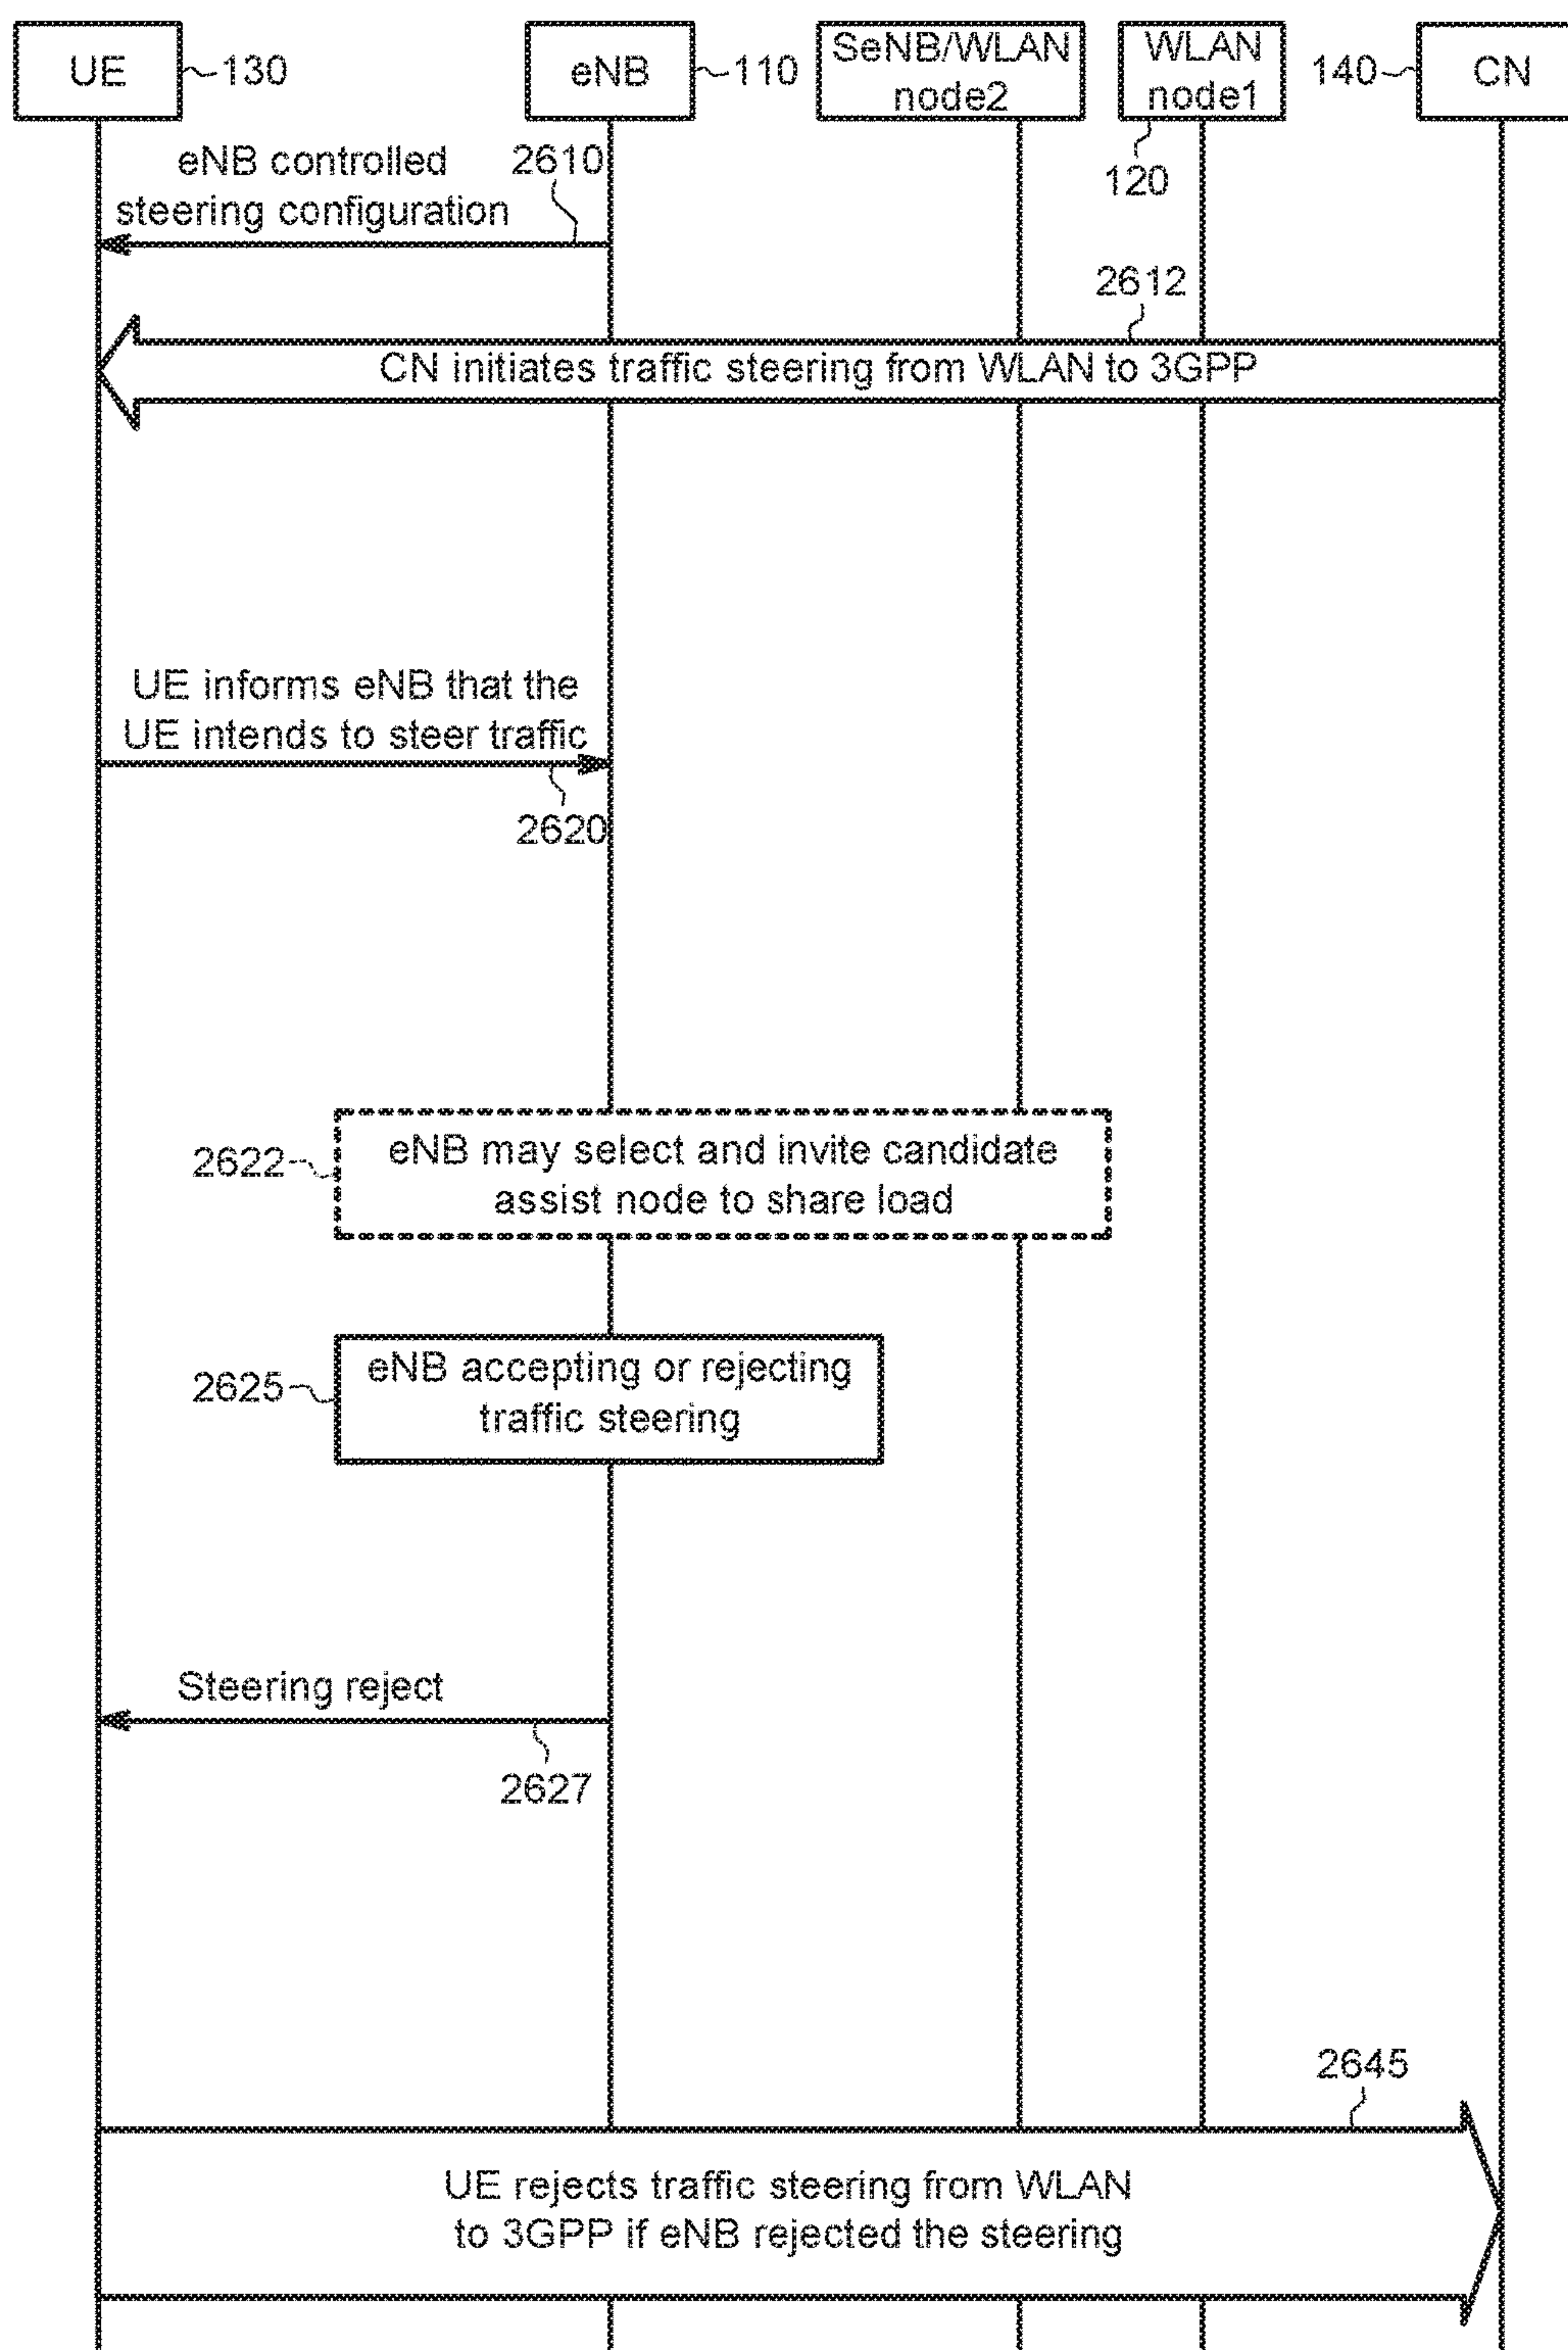 UE
130
eNB
110
SeNB/WLAN
node2
WLAN
node1
120
140
CN
eNB controlled
steering configuration
2610
2612
CN initiates traffic steering from WLAN to 3GPP
UE informs eNB that the
UE intends to steer traffic
2620
2622
eNB may select and invite candidate
assist node to share load
2625
eNB accepting or rejecting
traffic steering
Steering reject
2627
2645
UE rejects traffic steering from WLAN
to 3GPP if eNB rejected the steering